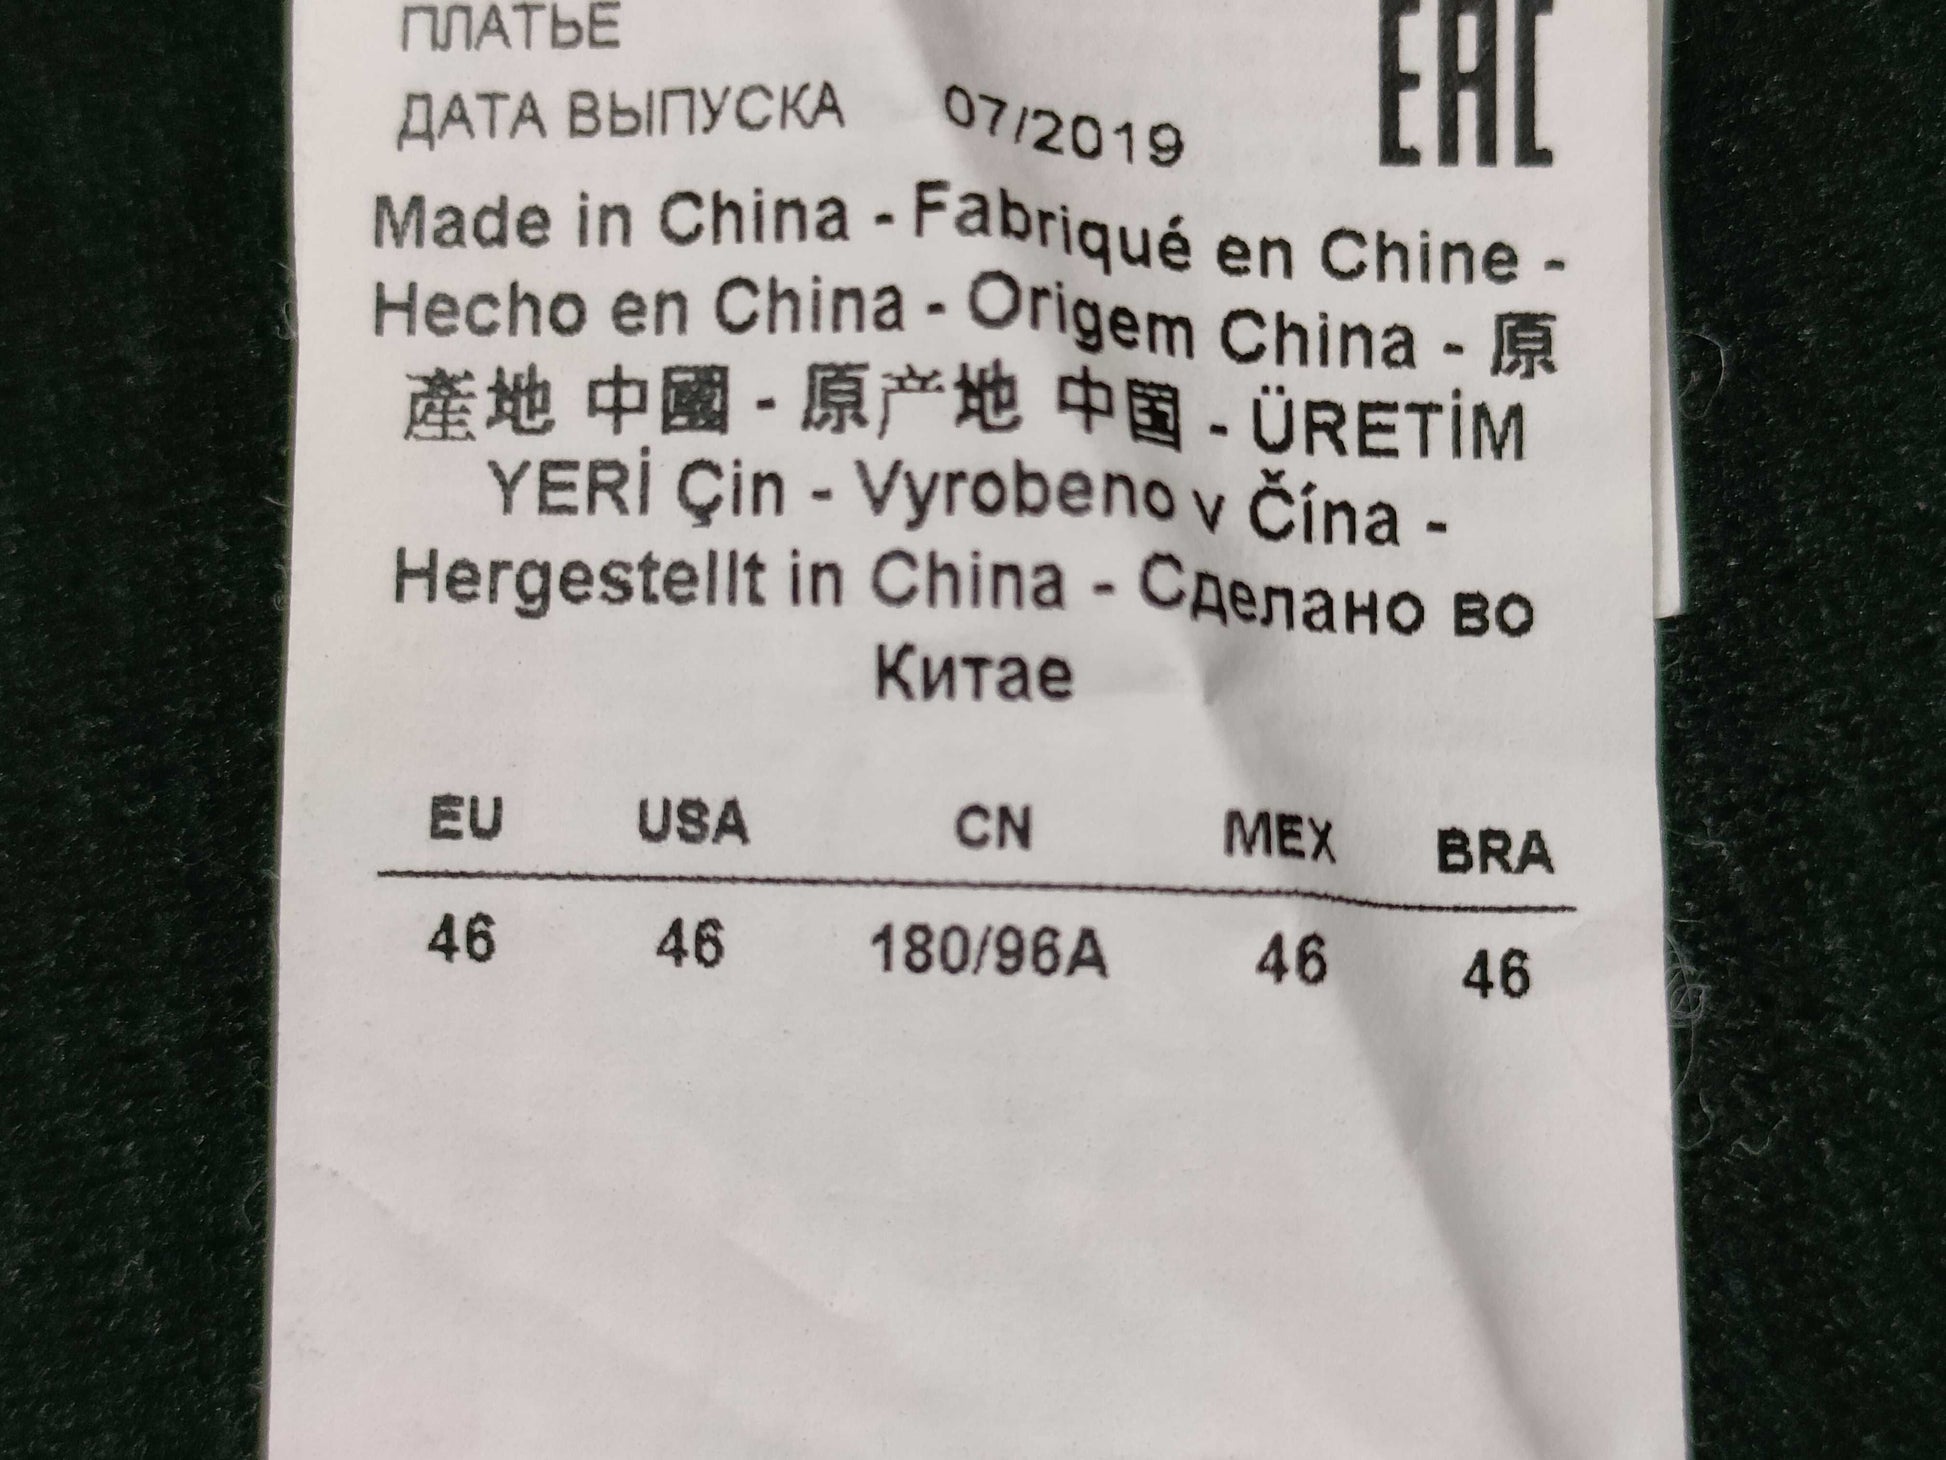 ПЛАТЬЕ
EAC
ДАТА ВЫПУСКА 07/2019
Made in China - Fabriqué en Chine -
Hecho en China - Origem China - 原
產地 中國 - 原产地 中国 - ÜRETİM
YERİ Çin - Vyrobeno v Čína -
Hergestellt in China - Сделано во
Китае
EU USA CN MEX BRA
46 46 180/96A 46 46